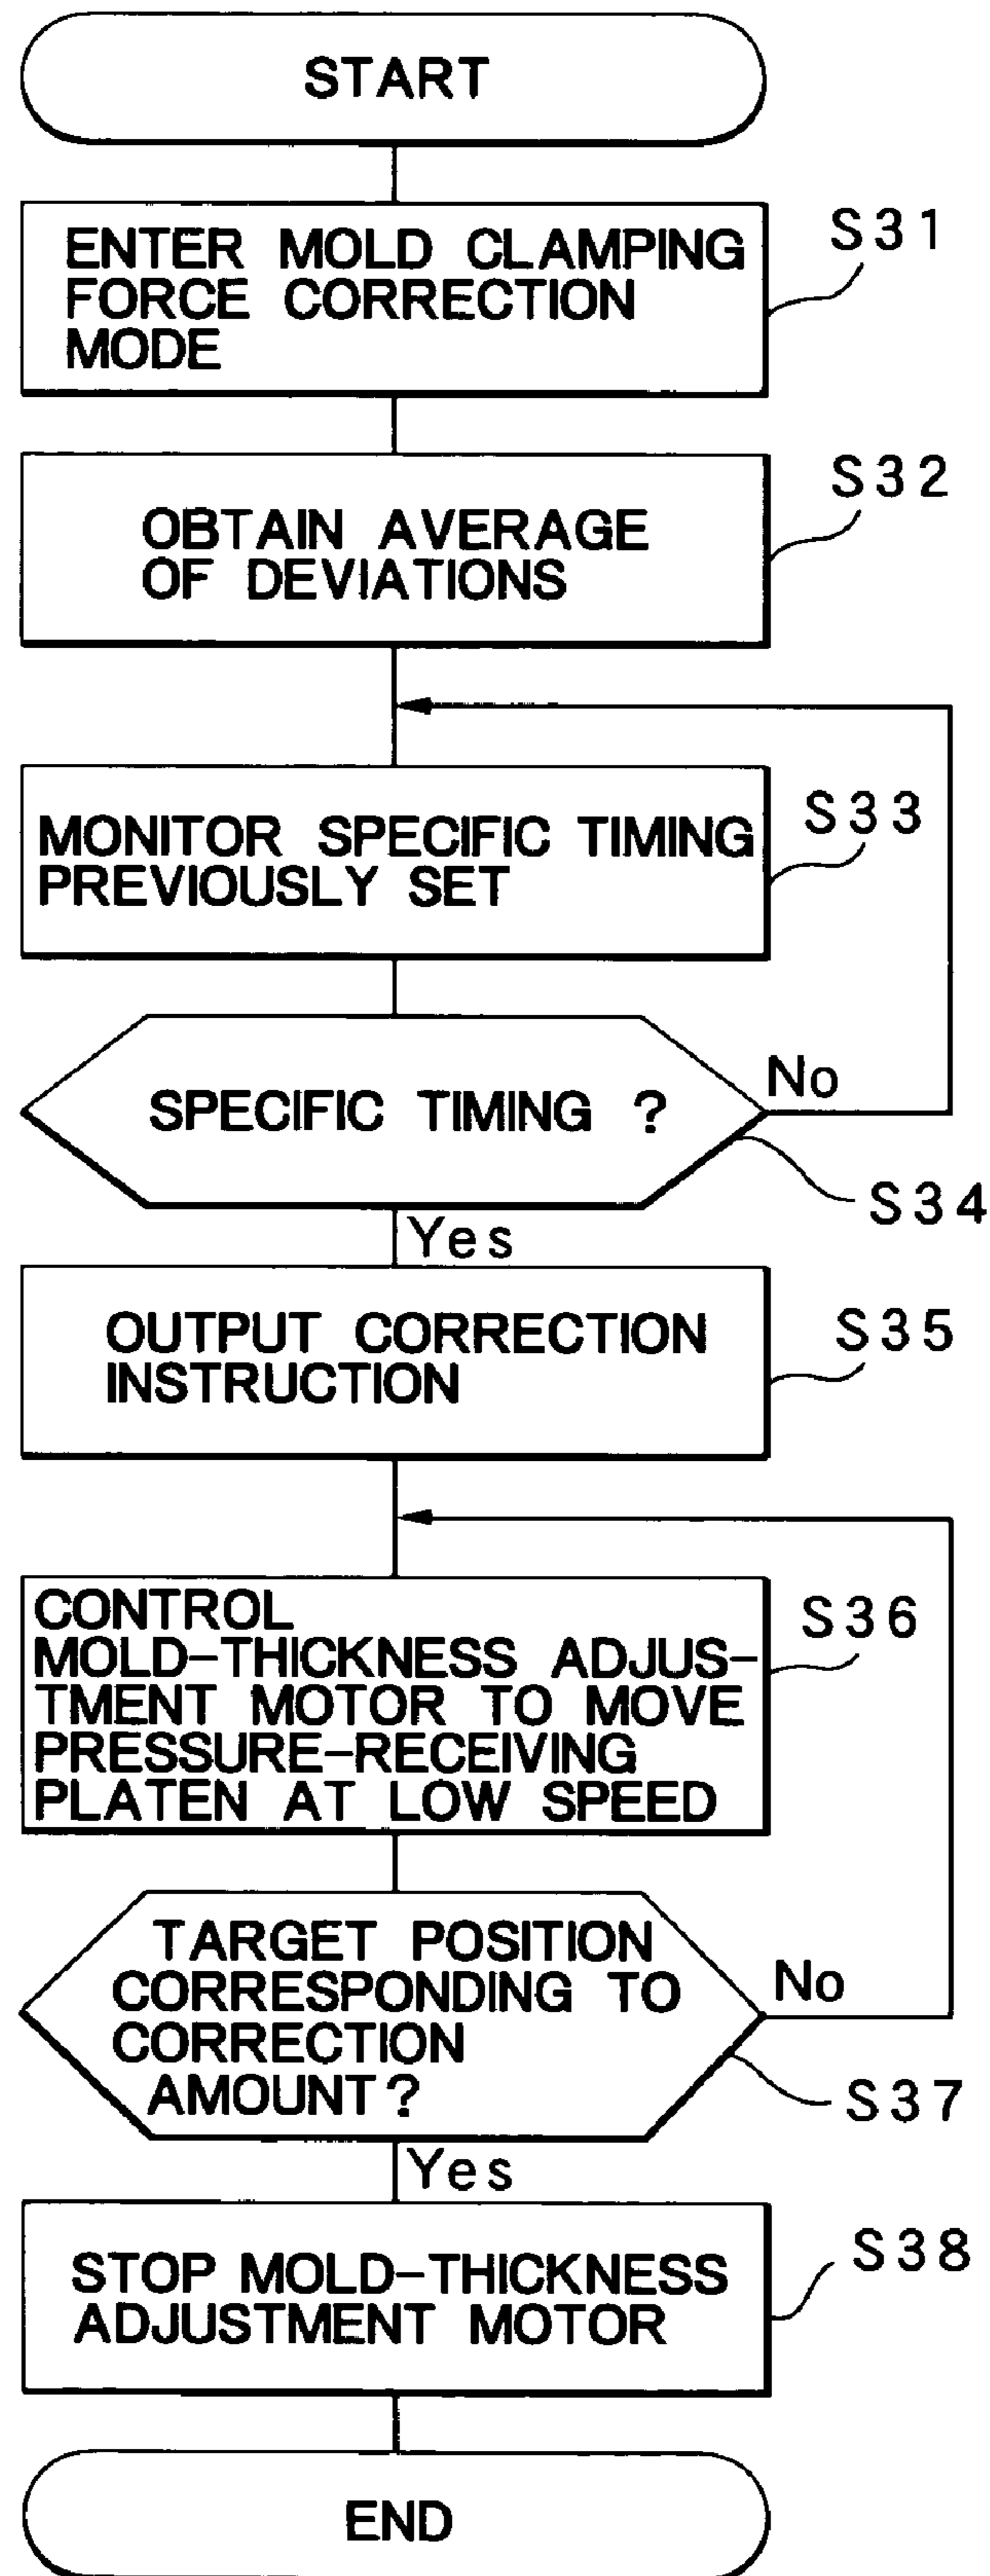 START
ENTER MOLD CLAMPING
FORCE CORRECTION
MODE
S31
OBTAIN AVERAGE
OF DEVIATIONS
S32
MONITOR SPECIFIC TIMING
PREVIOUSLY SET
S33
SPECIFIC TIMING ?
No
S34
Yes
OUTPUT CORRECTION
INSTRUCTION
S35
CONTROL
MOLD-THICKNESS ADJUS-
TMENT MOTOR TO MOVE
PRESSURE-RECEIVING
PLATEN AT LOW SPEED
S36
TARGET POSITION
CORRESPONDING TO
CORRECTION
AMOUNT?
No
S37
Yes
STOP MOLD-THICKNESS
ADJUSTMENT MOTOR
S38
END